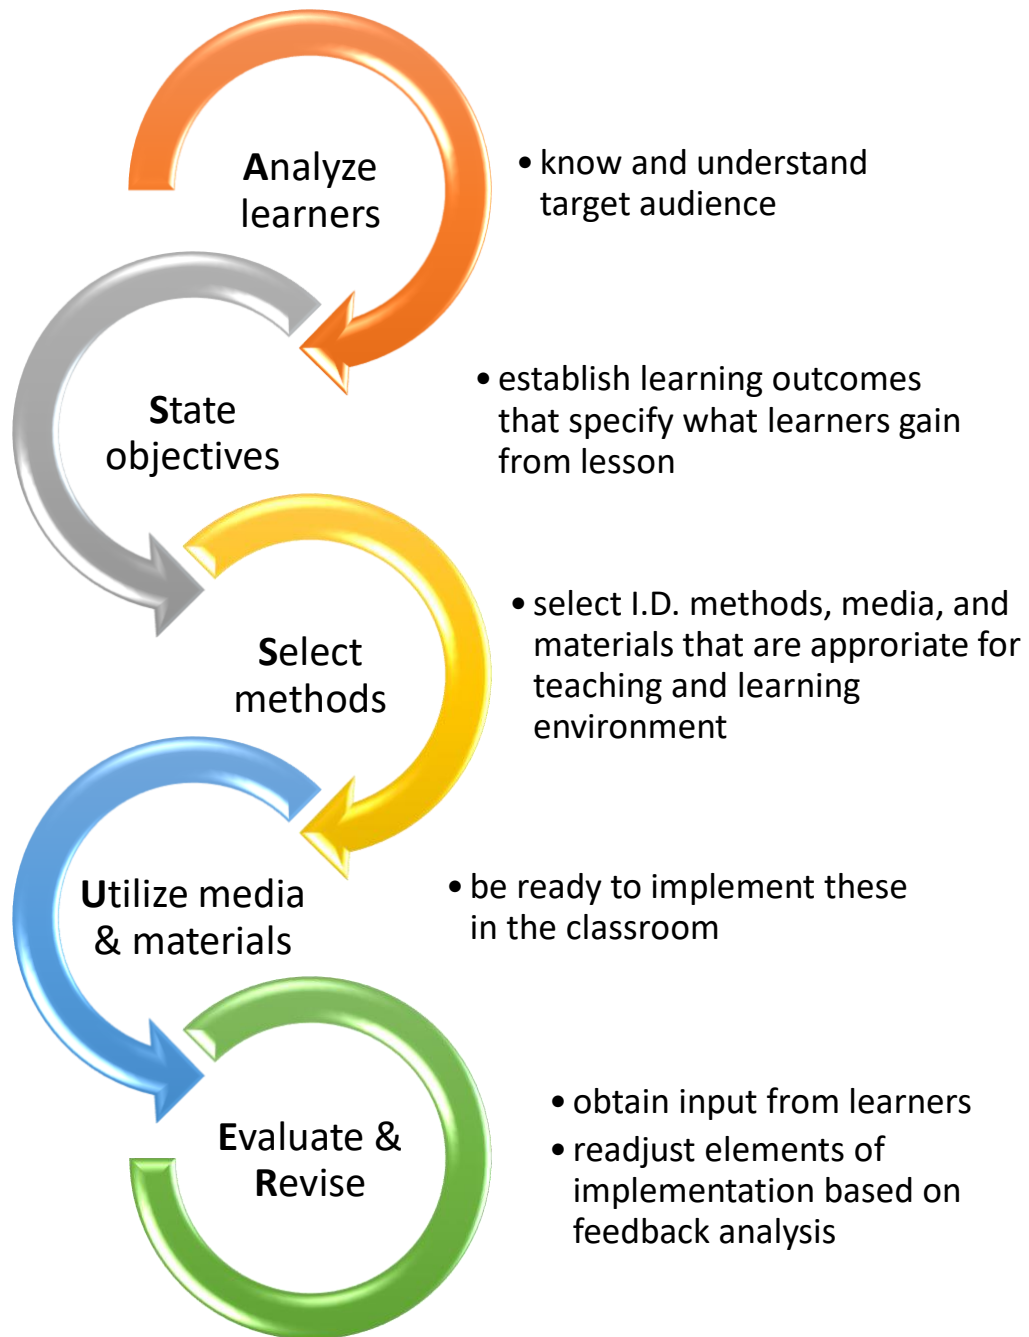 Analyze
learners
• know and understand
target audience
State
objectives
• establish learning outcomes
that specify what learners gain
from lesson
Select
methods
• select I.D. methods, media, and
materials that are approriate for
teaching and learning
environment
Utilize media
& materials
• be ready to implement these
in the classroom
Evaluate &
Revise
• obtain input from learners
• readjust elements of
implementation based on
feedback analysis